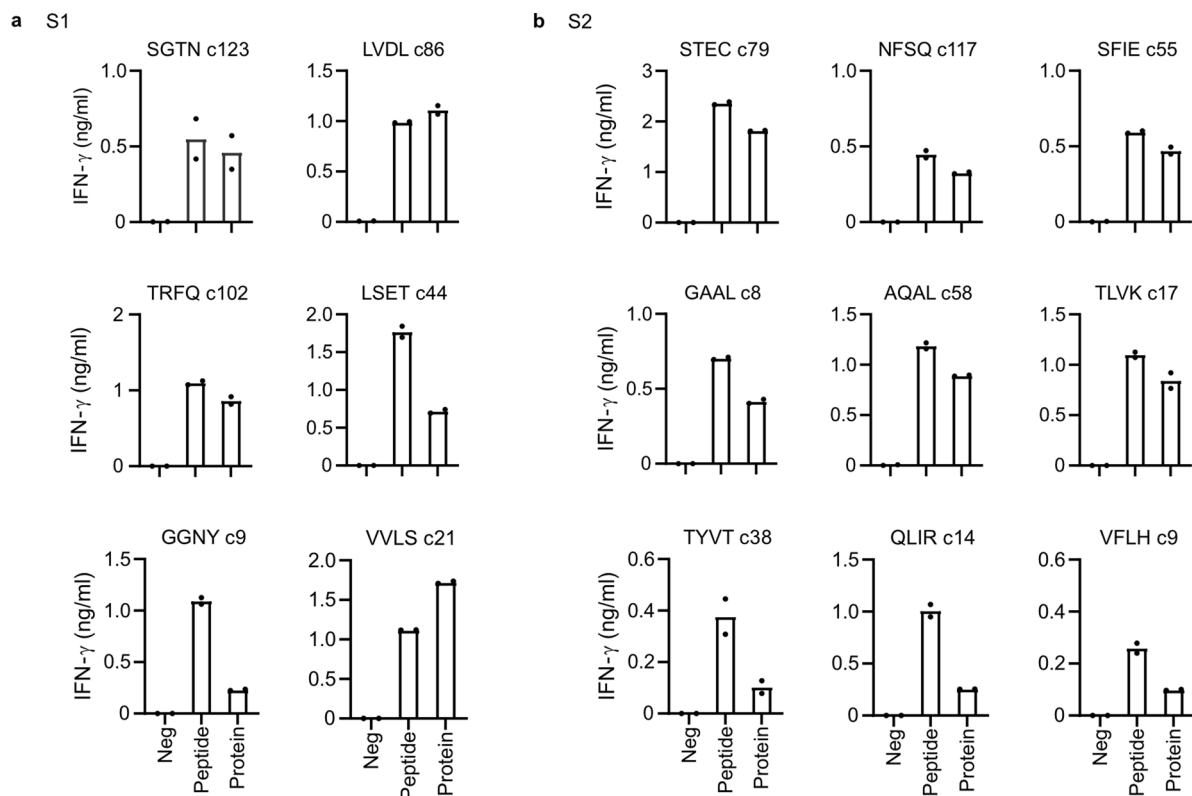 a S1
SGTN c123
IFN-γ (ng/ml)
1.0
0.5
0
LVDL c86
1.5
1.0
0.5
0
TRFQ c102
IFN-γ (ng/ml)
2
1
0
LSET c44
2.0
1.5
1.0
0.5
0
GGNY c9
IFN-γ (ng/ml)
1.5
1.0
0.5
0
Neg
Peptide
Protein
VVLS c21
2.0
1.5
1.0
0.5
0
Neg
Peptide
Protein
b S2
STEC c79
IFN-γ (ng/ml)
3
2
1
0
NFSQ c117
1.0
0.5
0
SFIE c55
1.0
0.5
0
GAAL c8
IFN-γ (ng/ml)
1.0
0.5
0
AQAL c58
1.5
1.0
0.5
0
TLVK c17
1.5
1.0
0.5
0
TYVT c38
IFN-γ (ng/ml)
0.6
0.4
0.2
0
Neg
Peptide
Protein
QLIR c14
1.5
1.0
0.5
0
Neg
Peptide
Protein
VFLH c9
0.6
0.4
0.2
0
Neg
Peptide
Protein